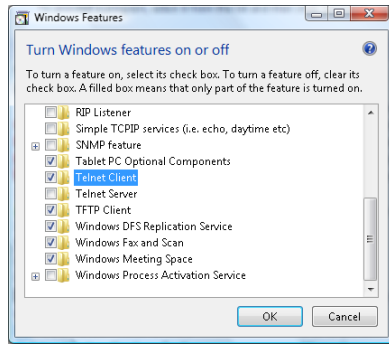 Windows Features
Turn Windows features on or off
To turn a feature on, select its check box. To turn a feature off, clear its
check box. A filled box means that only part of the feature is turned on.
RIP Listener
Simple TCPIP services (i.e. echo, daytime etc)
SNMP feature
Tablet PC Optional Components
Telnet Client
Telnet Server
TFTP Client
Windows DFS Replication Service
Windows Fax and Scan
Windows Meeting Space
Windows Process Activation Service
OK
Cancel